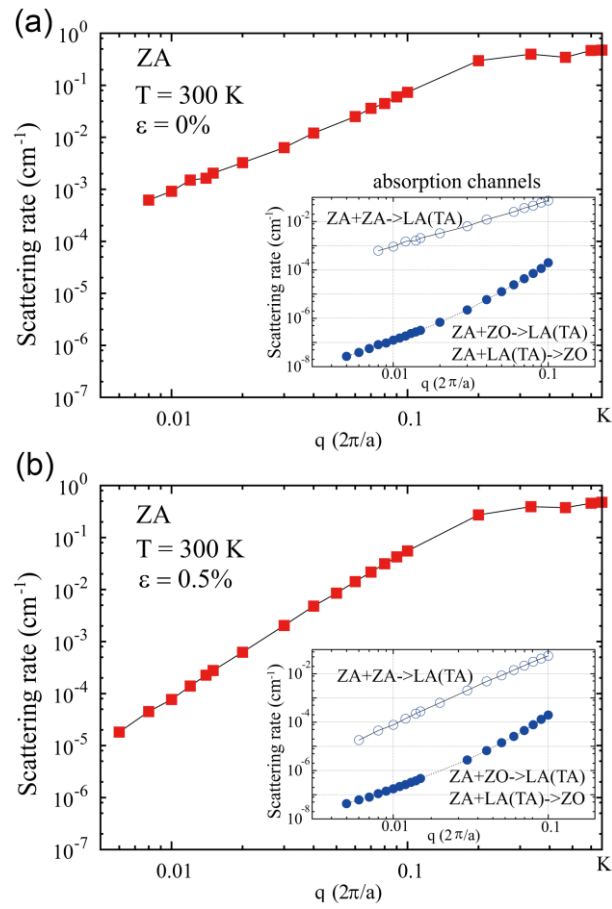 (a)
Scattering rate (cm⁻¹)
10⁰
10⁻¹
10⁻²
10⁻³
10⁻⁴
10⁻⁵
10⁻⁶
10⁻⁷
ZA
T = 300 K
ε = 0%
absorption channels
Scattering rate (cm⁻¹)
10⁻²
10⁻⁴
10⁻⁶
10⁻⁸
ZA+ZA->LA(TA)
ZA+ZO->LA(TA)
ZA+LA(TA)->ZO
0.01 0.1
q (2π/a)
0.01 0.1 K
q (2π/a)
(b)
Scattering rate (cm⁻¹)
10⁰
10⁻¹
10⁻²
10⁻³
10⁻⁴
10⁻⁵
10⁻⁶
10⁻⁷
ZA
T = 300 K
ε = 0.5%
Scattering rate (cm⁻¹)
10⁻²
10⁻⁴
10⁻⁶
10⁻⁸
ZA+ZA->LA(TA)
ZA+ZO->LA(TA)
ZA+LA(TA)->ZO
0.01 0.1
q (2π/a)
0.01 0.1 K
q (2π/a)